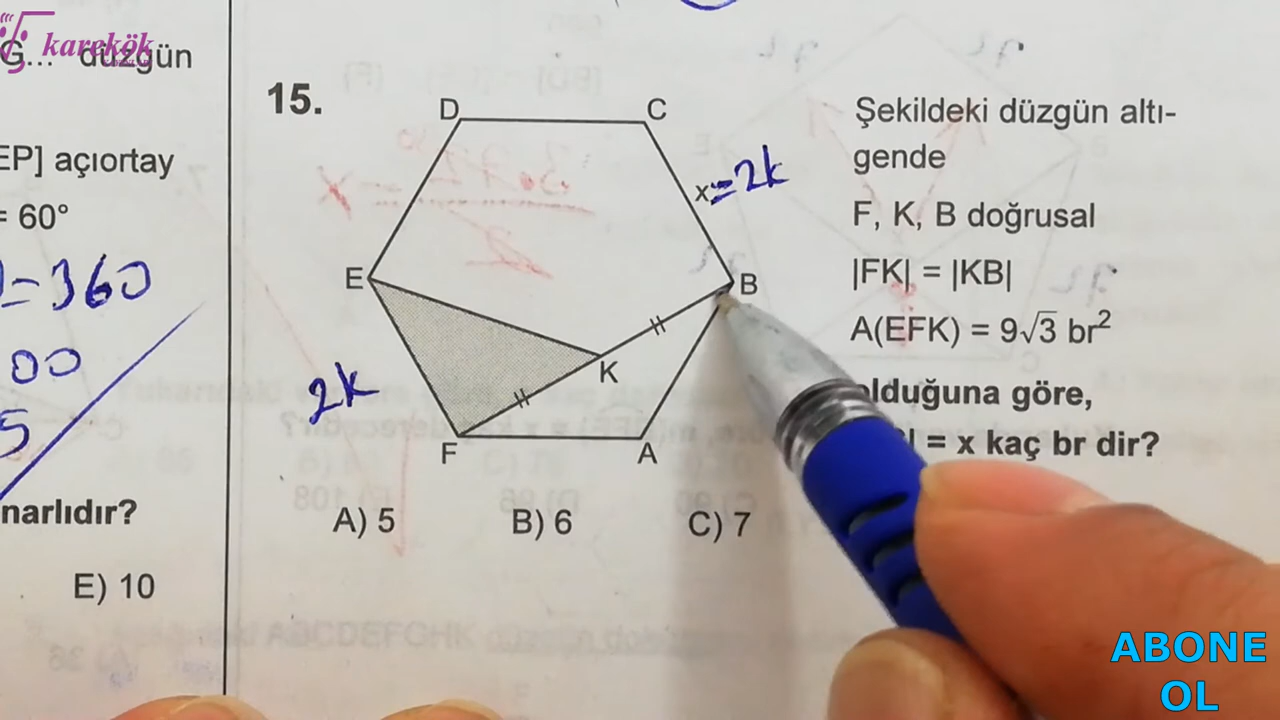 karekök
G... düzgün
EP] açıortay
= 60°
=360
00
5
narlıdır?
E) 10
15.
D
C
x=2k
E
B
K
2k
F
A
A) 5 B) 6 C) 7
Şekildeki düzgün altı-
gende
F, K, B doğrusal
|FK| = |KB|
A(EFK) = 9√3 br²
olduğuna göre,
| = x kaç br dir?
ABONE
OL